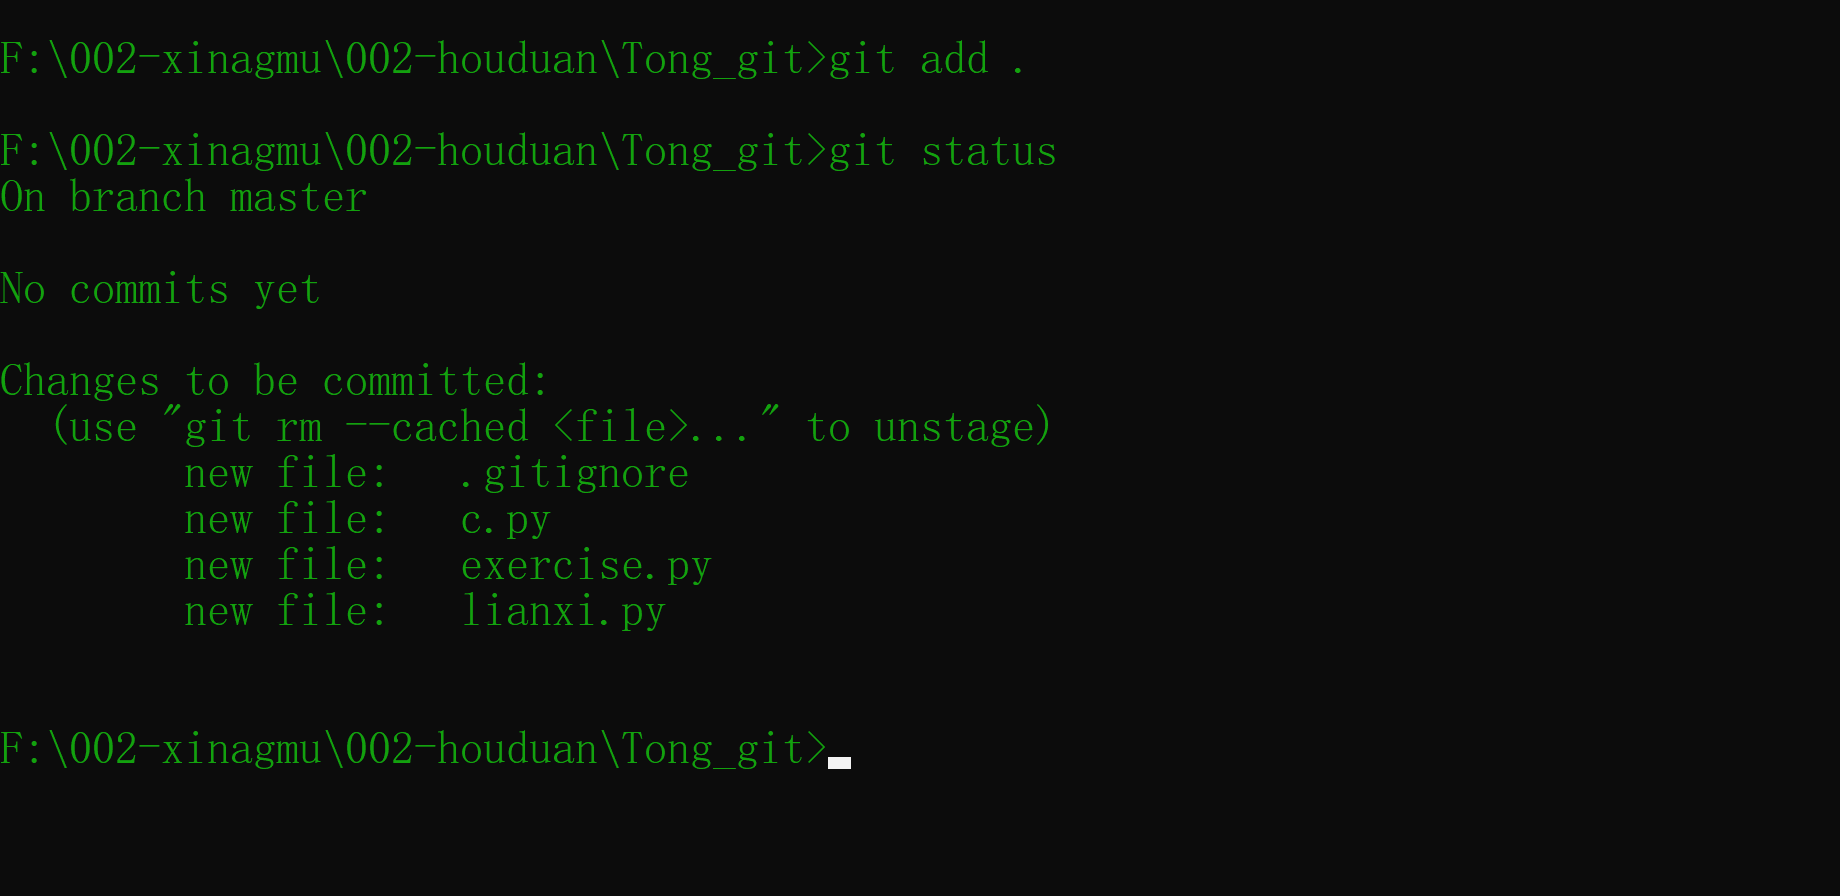 F:\002-xinagmu\002-houduan\Tong_git>git add .
F:\002-xinagmu\002-houduan\Tong_git>git status
On branch master
No commits yet
Changes to be committed:
  (use "git rm --cached <file>..." to unstage)
        new file:   .gitignore
        new file:   c.py
        new file:   exercise.py
        new file:   lianxi.py
F:\002-xinagmu\002-houduan\Tong_git>